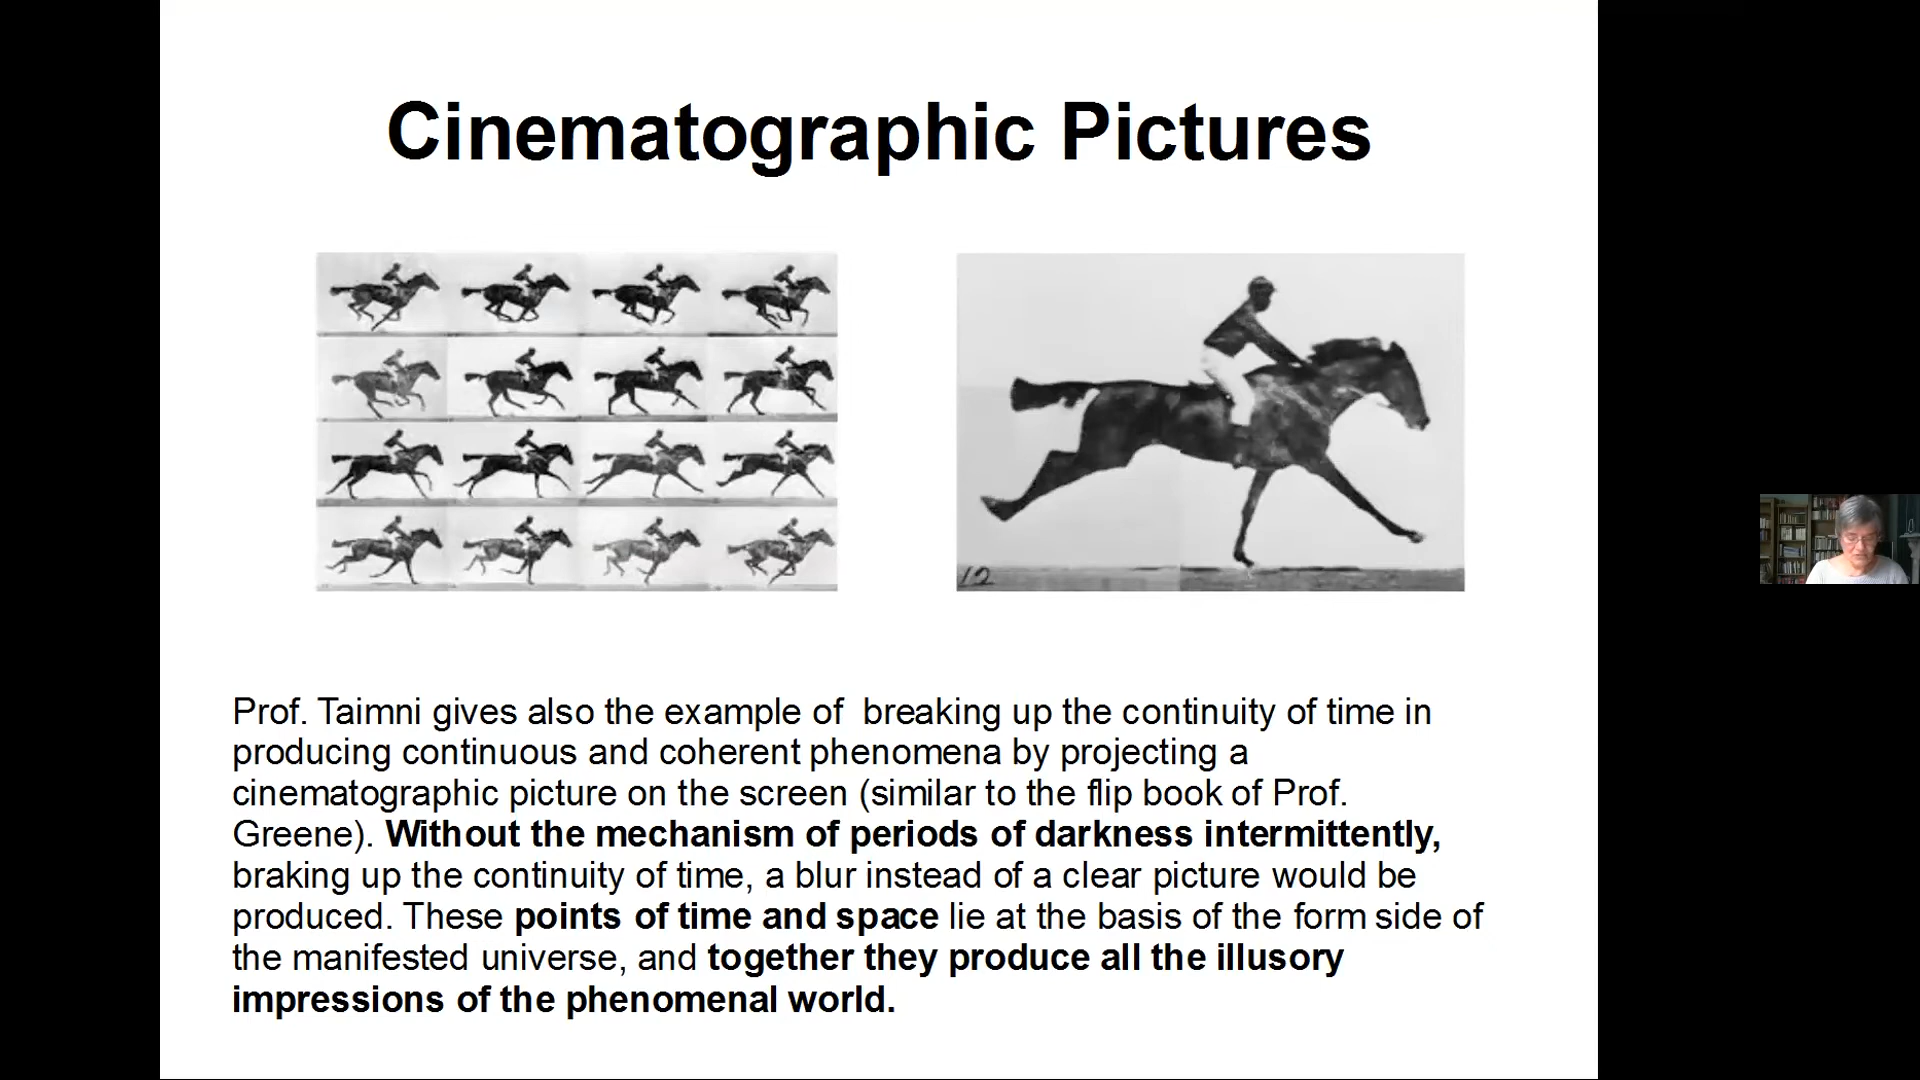 Cinematographic Pictures
12
Prof. Taimni gives also the example of  breaking up the continuity of time in
producing continuous and coherent phenomena by projecting a
cinematographic picture on the screen (similar to the flip book of Prof.
Greene). Without the mechanism of periods of darkness intermittently,
braking up the continuity of time, a blur instead of a clear picture would be
produced. These points of time and space lie at the basis of the form side of
the manifested universe, and together they produce all the illusory
impressions of the phenomenal world.